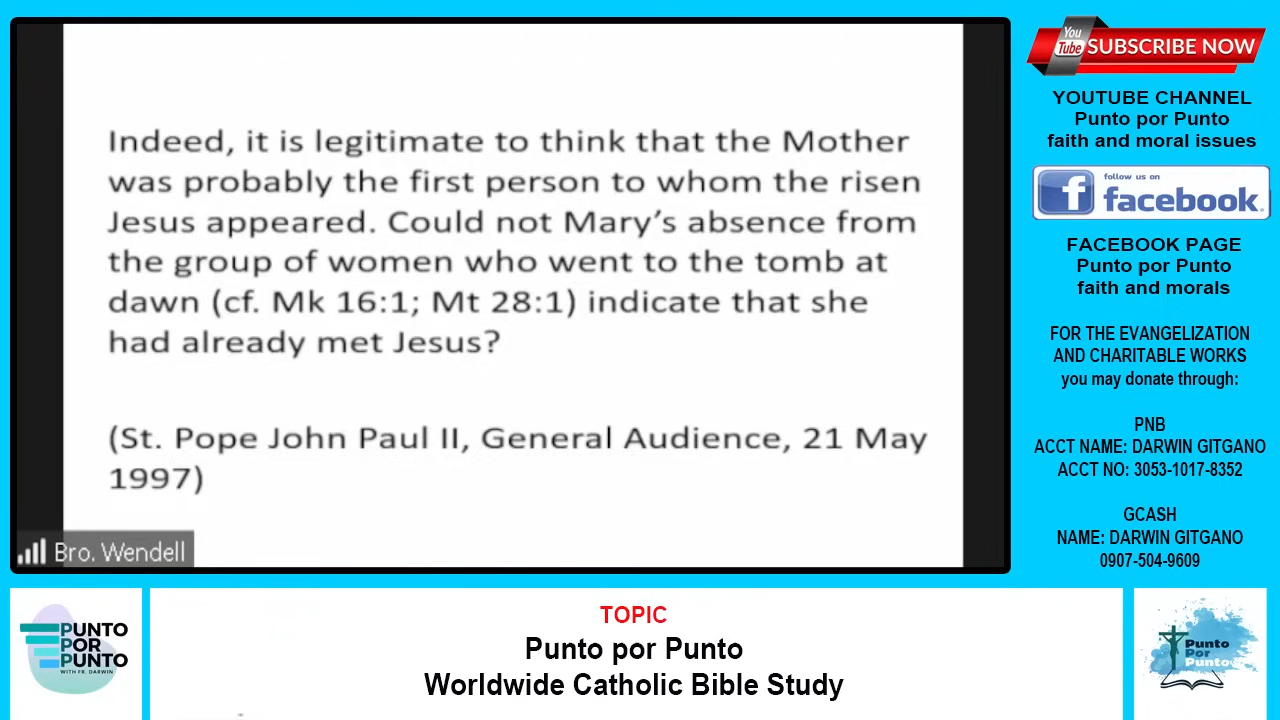 Indeed, it is legitimate to think that the Mother
was probably the first person to whom the risen
Jesus appeared. Could not Mary's absence from
the group of women who went to the tomb at
dawn (cf. Mk 16:1; Mt 28:1) indicate that she
had already met Jesus?
(St. Pope John Paul II, General Audience, 21 May
1997)
Bro. Wendell
You
Tube
SUBSCRIBE NOW
YOUTUBE CHANNEL
Punto por Punto
faith and moral issues
follow us on
facebook.
FACEBOOK PAGE
Punto por Punto
faith and morals
FOR THE EVANGELIZATION
AND CHARITABLE WORKS
you may donate through:
PNB
ACCT NAME: DARWIN GITGANO
ACCT NO: 3053-1017-8352
GCASH
NAME: DARWIN GITGANO
0907-504-9609
PUNTO
POR
PUNTO
WITH FR. DARWIN
TOPIC
Punto por Punto
Worldwide Catholic Bible Study
Punto
Por
Punto